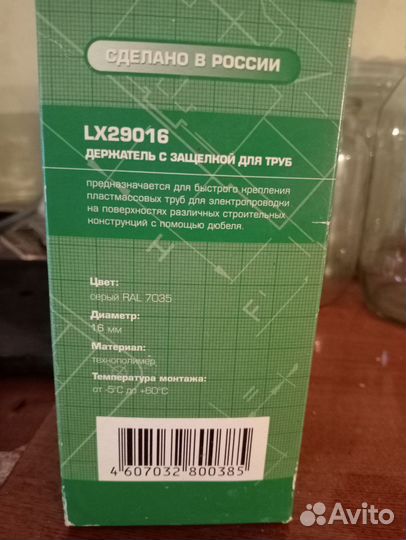 СДЕЛАНО В РОССИИ
LX29016
ДЕРЖАТЕЛЬ С ЗАЩЕЛКОЙ ДЛЯ ТРУБ
предназначается для быстрого крепления
пластмассовых труб для электропроводки
на поверхностях различных строительных
конструкций с помощью дюбеля.
Цвет:
серый RAL 7035
Диаметр:
16 мм
Материал:
технополимер
Температура монтажа:
от -5°С до +60°С
4 607032 800385
Avito